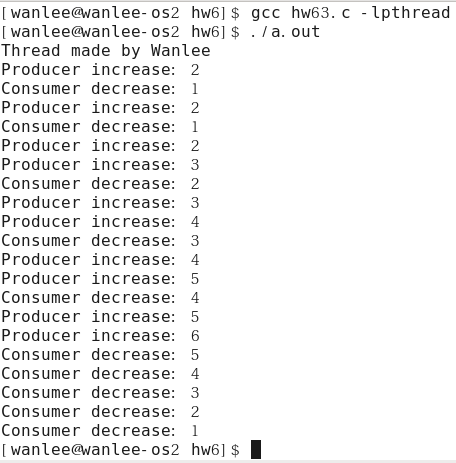 [wanlee@wanlee-os2 hw6]$ gcc hw63.c -lpthread
[wanlee@wanlee-os2 hw6]$ ./a.out
Thread made by Wanlee
Producer increase: 2
Consumer decrease: 1
Producer increase: 2
Consumer decrease: 1
Producer increase: 2
Producer increase: 3
Consumer decrease: 2
Producer increase: 3
Producer increase: 4
Consumer decrease: 3
Producer increase: 4
Producer increase: 5
Consumer decrease: 4
Producer increase: 5
Producer increase: 6
Consumer decrease: 5
Consumer decrease: 4
Consumer decrease: 3
Consumer decrease: 2
Consumer decrease: 1
[wanlee@wanlee-os2 hw6]$